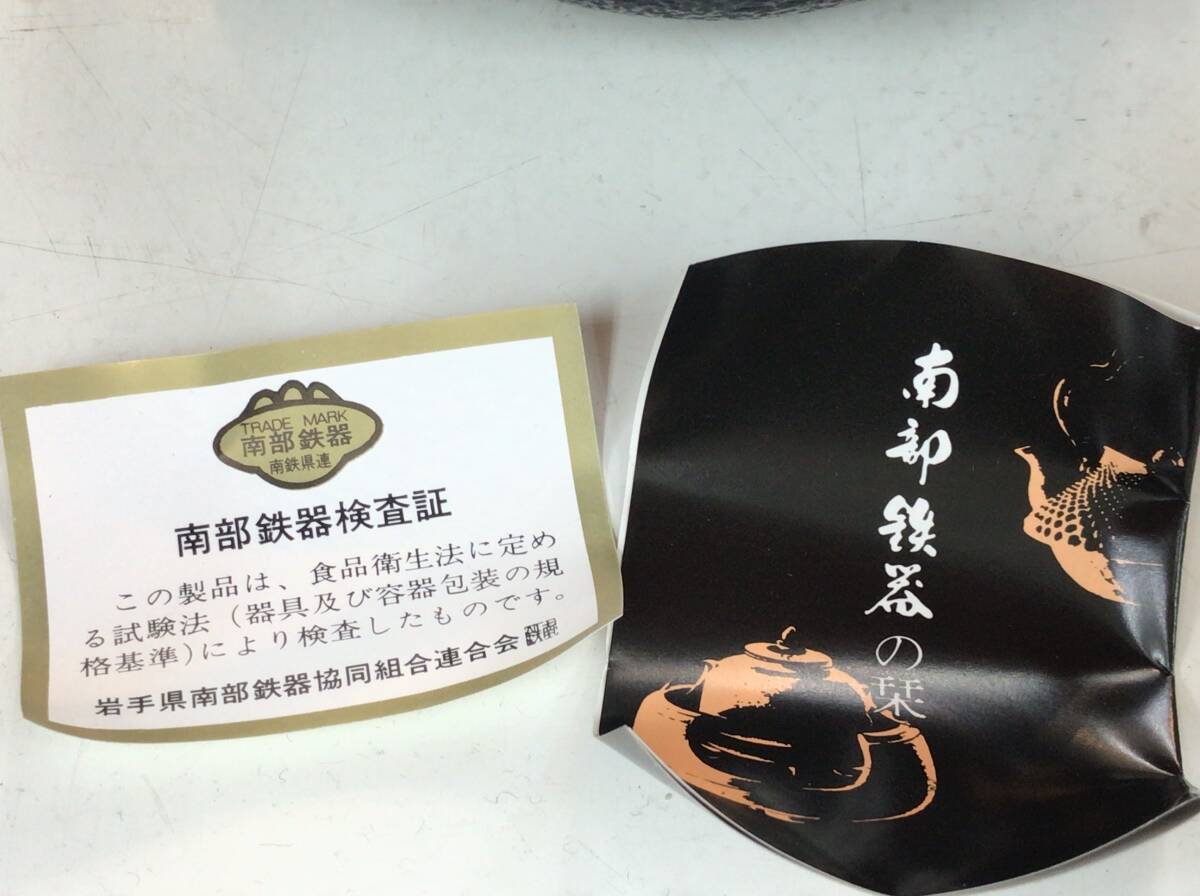 TRADE MARK
南部鉄器
南鉄県連
南部鉄器検査証
この製品は、食品衛生法に定め
る試験法（器具及び容器包装の規
格基準)により検査したものです。
岩手県南部鉄器協同組合連合会
南部鉄器の栞